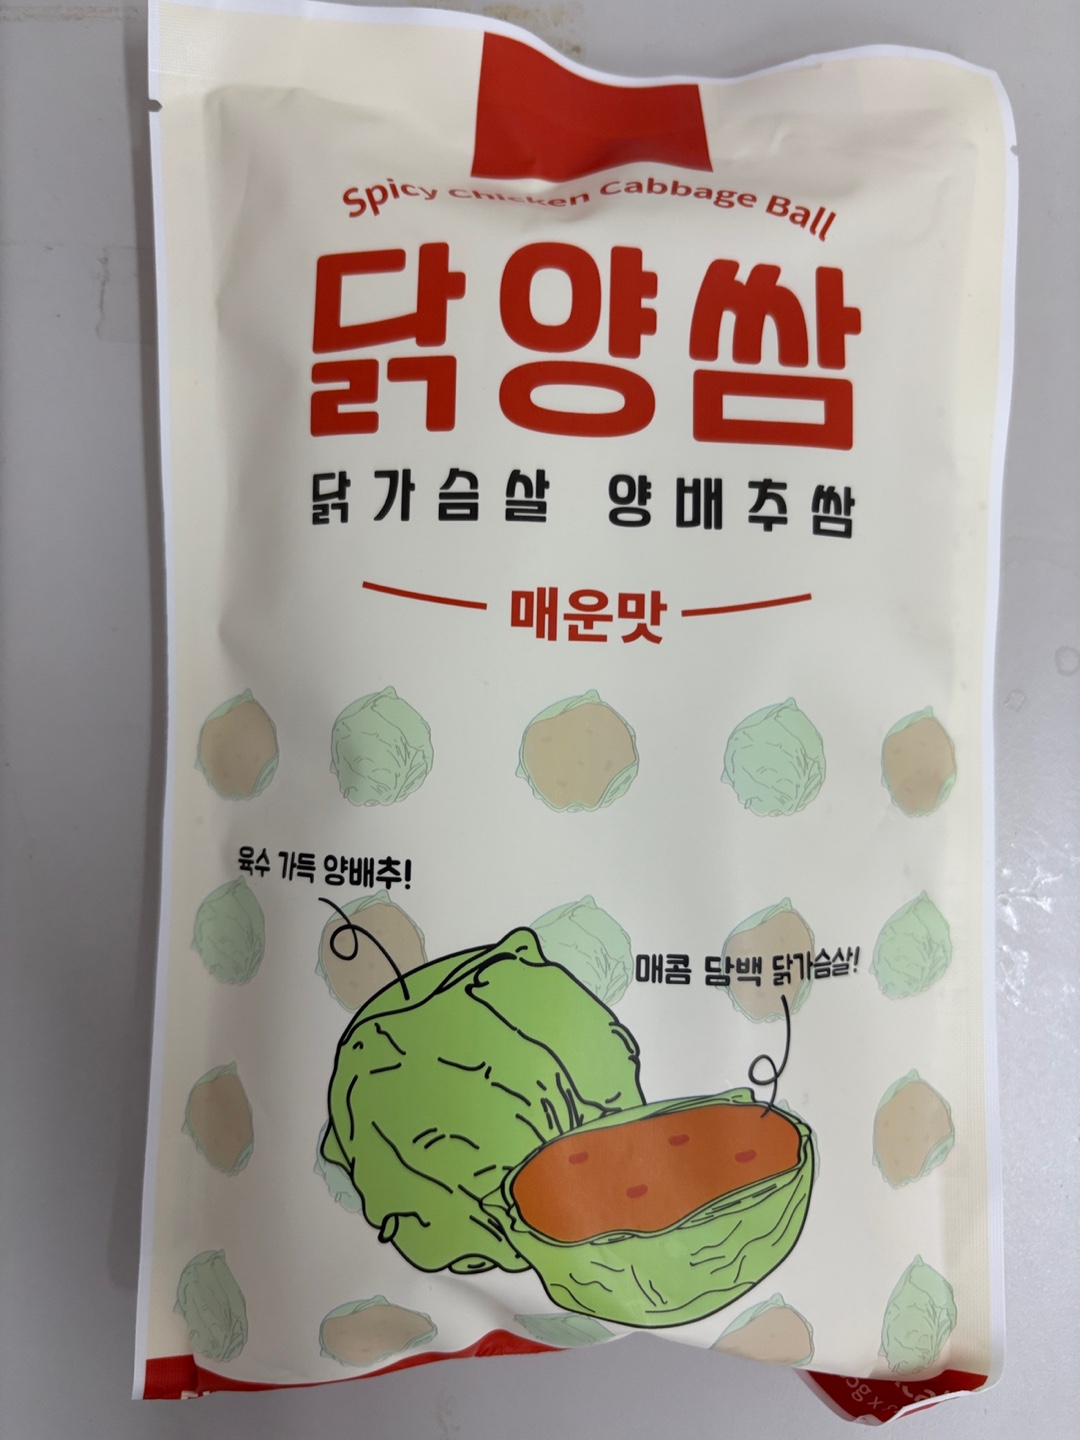 Spicy Chicken Cabbage Ball
닭양쌈
닭가슴살 양배추쌈
매운맛
육수 가득 양배추!
매콤 담백 닭가슴살!